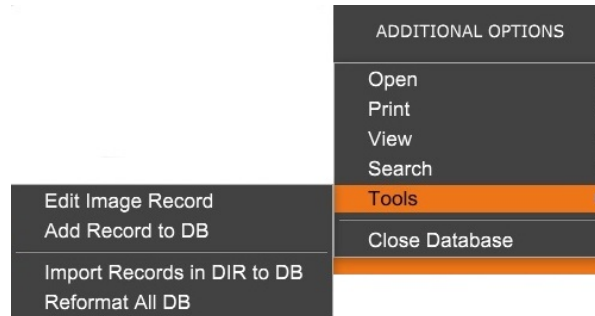 ADDITIONAL OPTIONS
Open
Print
View
Search
Tools
Close Database
Edit Image Record
Add Record to DB
Import Records in DIR to DB
Reformat All DB